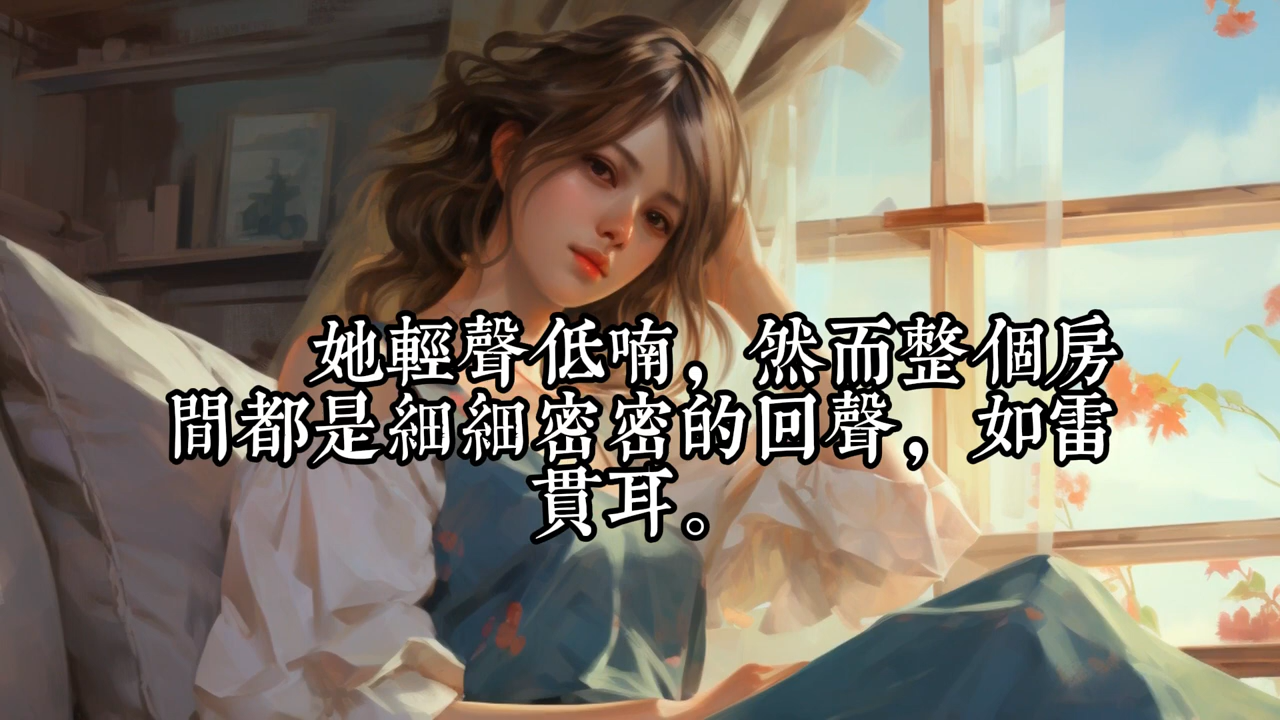 她輕聲低喃，然而整個房
間都是細細密密的回聲，如雷
貫耳。